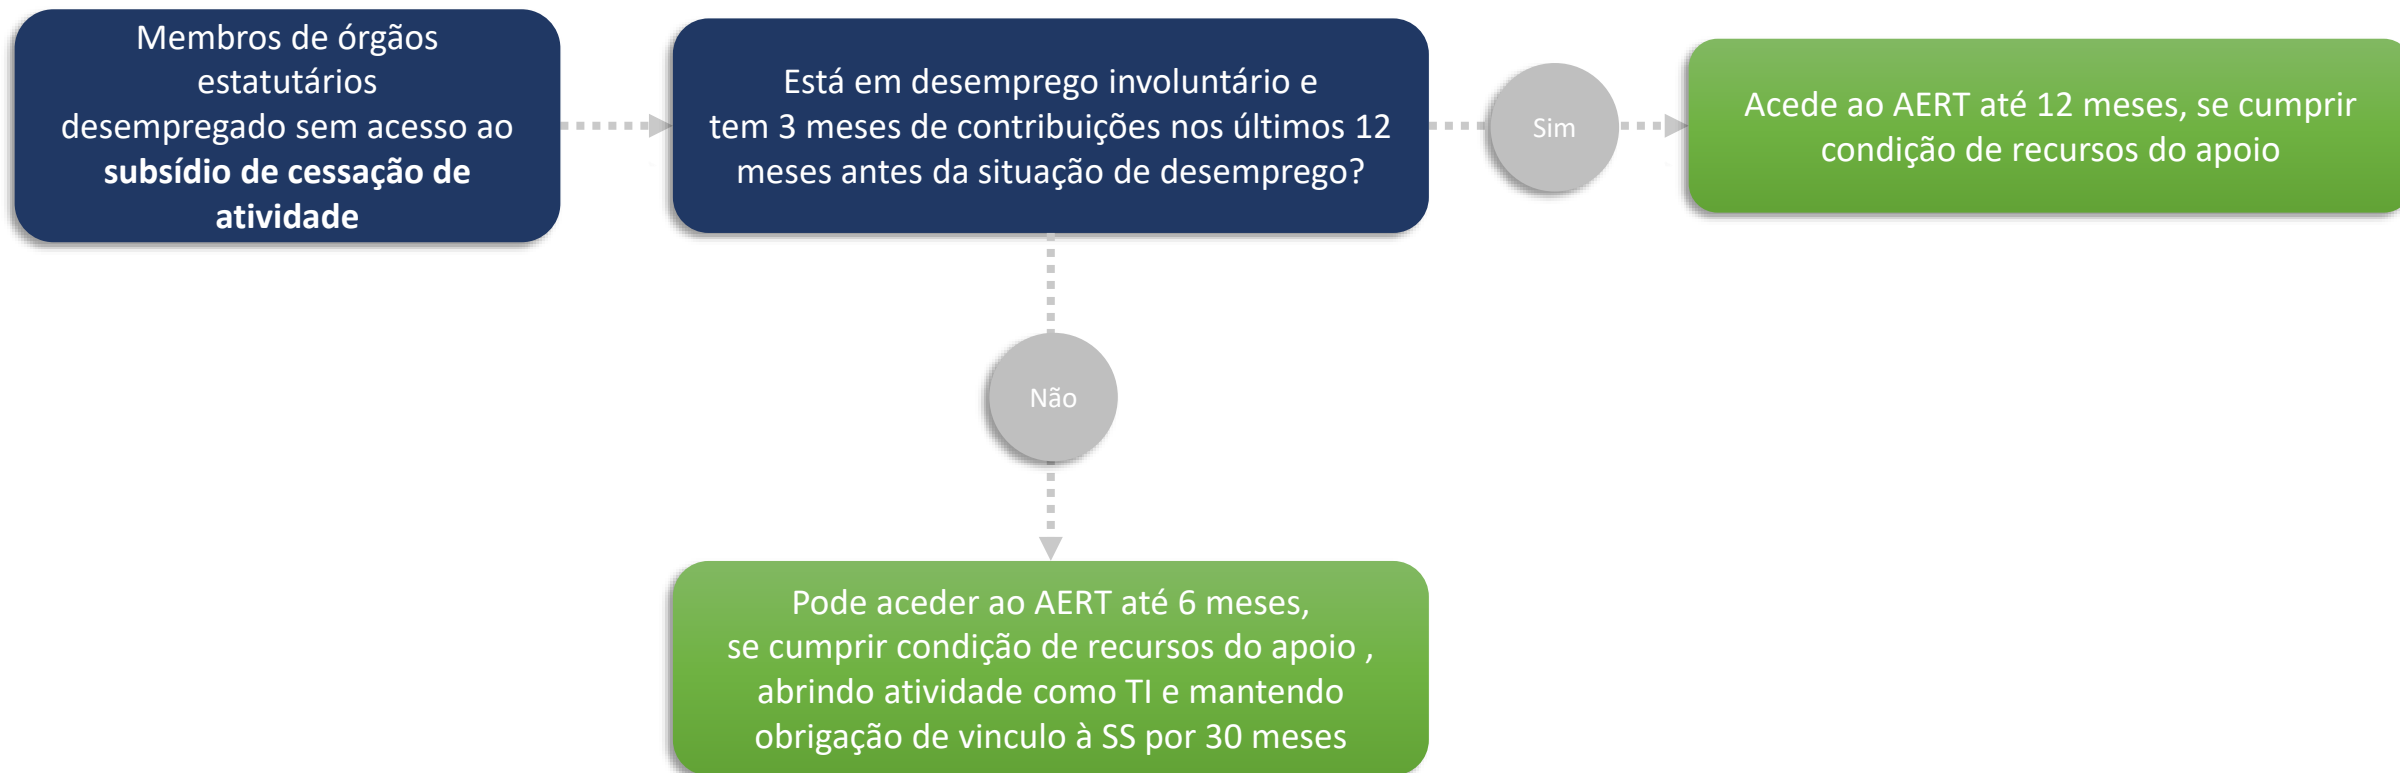 Membros de órgãos
estatutários
desempregado sem acesso ao
subsídio de cessação de
atividade
Está em desemprego involuntário e
tem 3 meses de contribuições nos últimos 12
meses antes da situação de desemprego?
Sim
Acede ao AERT até 12 meses, se cumprir
condição de recursos do apoio
Não
Pode aceder ao AERT até 6 meses,
se cumprir condição de recursos do apoio ,
abrindo atividade como TI e mantendo
obrigação de vinculo à SS por 30 meses